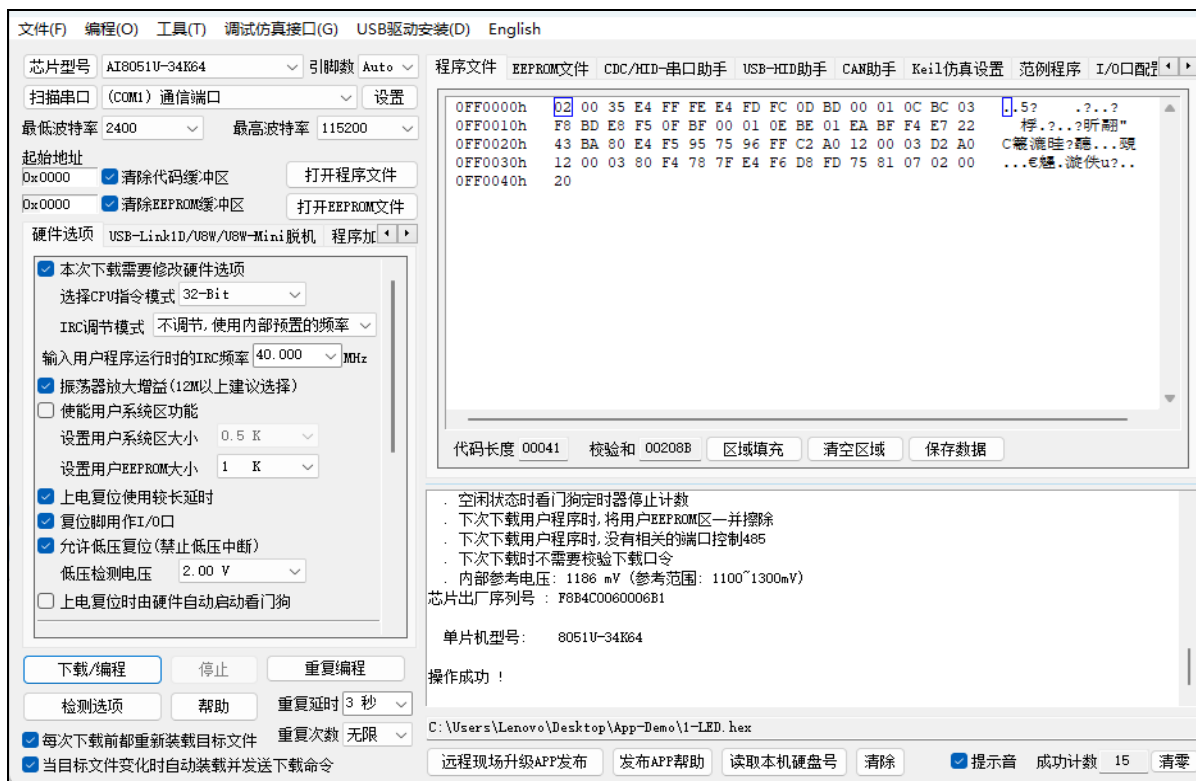 文件(F) 编程(O) 工具(T) 调试仿真接口(G) USB驱动安装(D) English
芯片型号 AI8051U-34K64 引脚数 Auto
扫描串口 (COM1) 通信端口 设置
最低波特率 2400 最高波特率 115200
起始地址
0x0000 清除代码缓冲区 打开程序文件
0x0000 清除EEPROM缓冲区 打开EEPROM文件
硬件选项 USB-Link1D/U8W/U8W-Mini脱机 程序加
本次下载需要修改硬件选项
选择CPU指令模式 32-Bit
IRC调节模式 不调节,使用内部预置的频率
输入用户程序运行时的IRC频率 40.000 MHz
振荡器放大增益(12M以上建议选择)
使能用户系统区功能
设置用户系统区大小 0.5 K
设置用户EEPROM大小 1 K
上电复位使用较长延时
复位脚用作I/O口
允许低压复位(禁止低压中断)
低压检测电压 2.00 V
上电复位时由硬件自动启动看门狗
下载/编程 停止 重复编程
检测选项 帮助 重复延时 3 秒
每次下载前都重新装载目标文件 重复次数 无限
当目标文件变化时自动装载并发送下载命令
程序文件 EEPROM文件 CDC/HID-串口助手 USB-HID助手 CAN助手 Keil仿真设置 范例程序 I/O口配
0FF0000h 02 00 35 E4 FF FE E4 FD FC 0D BD 00 01 0C BC 03 ..5? .?..?
0FF0010h F8 BD E8 F5 0F BF 00 01 0E BE 01 EA BF F4 E7 22 桴.?..?昕翮"
0FF0020h 43 BA 80 E4 F5 95 75 96 FF C2 A0 12 00 03 D2 A0
0FF0030h 12 00 03 80 F4 78 7F E4 F6 D8 FD 75 81 07 02 00
0FF0040h 20
代码长度 00041 校验和 00208B 区域填充 清空区域 保存数据
. 空闲状态时看门狗定时器停止计数
. 下次下载用户程序时,将用户EEPROM区一并擦除
. 下次下载用户程序时,没有相关的端口控制485
. 下次下载时不需要校验下载口令
. 内部参考电压: 1186 mV (参考范围: 1100~1300mV)
芯片出厂序列号 : F8B4C0060006B1
单片机型号: 8051U-34K64
操作成功 !
C:\Users\Lenovo\Desktop\App-Demo\1-LED.hex
远程现场升级APP发布 发布APP帮助 读取本机硬盘号 清除 提示音 成功计数 15 清零